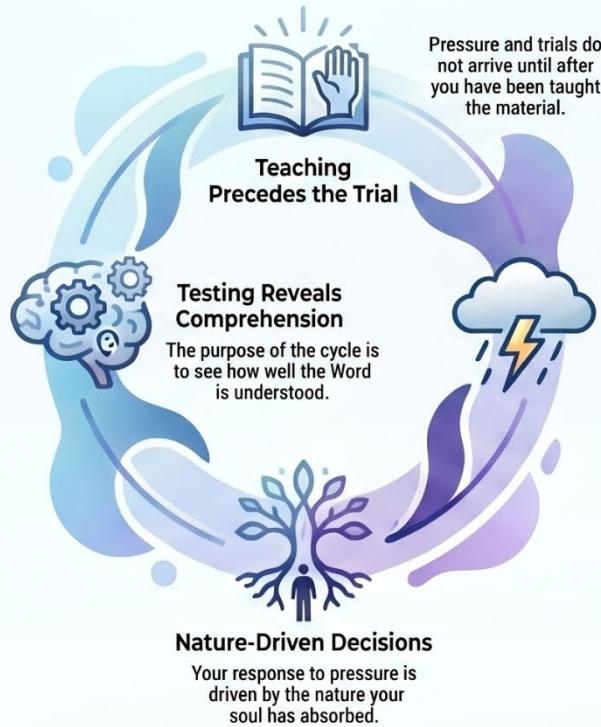 Pressure and trials do
not arrive until after
you have been taught
the material.
Teaching
Precedes the Trial
Testing Reveals
Comprehension
The purpose of the cycle is
to see how well the Word
is understood.
Nature-Driven Decisions
Your response to pressure is
driven by the nature your
soul has absorbed.